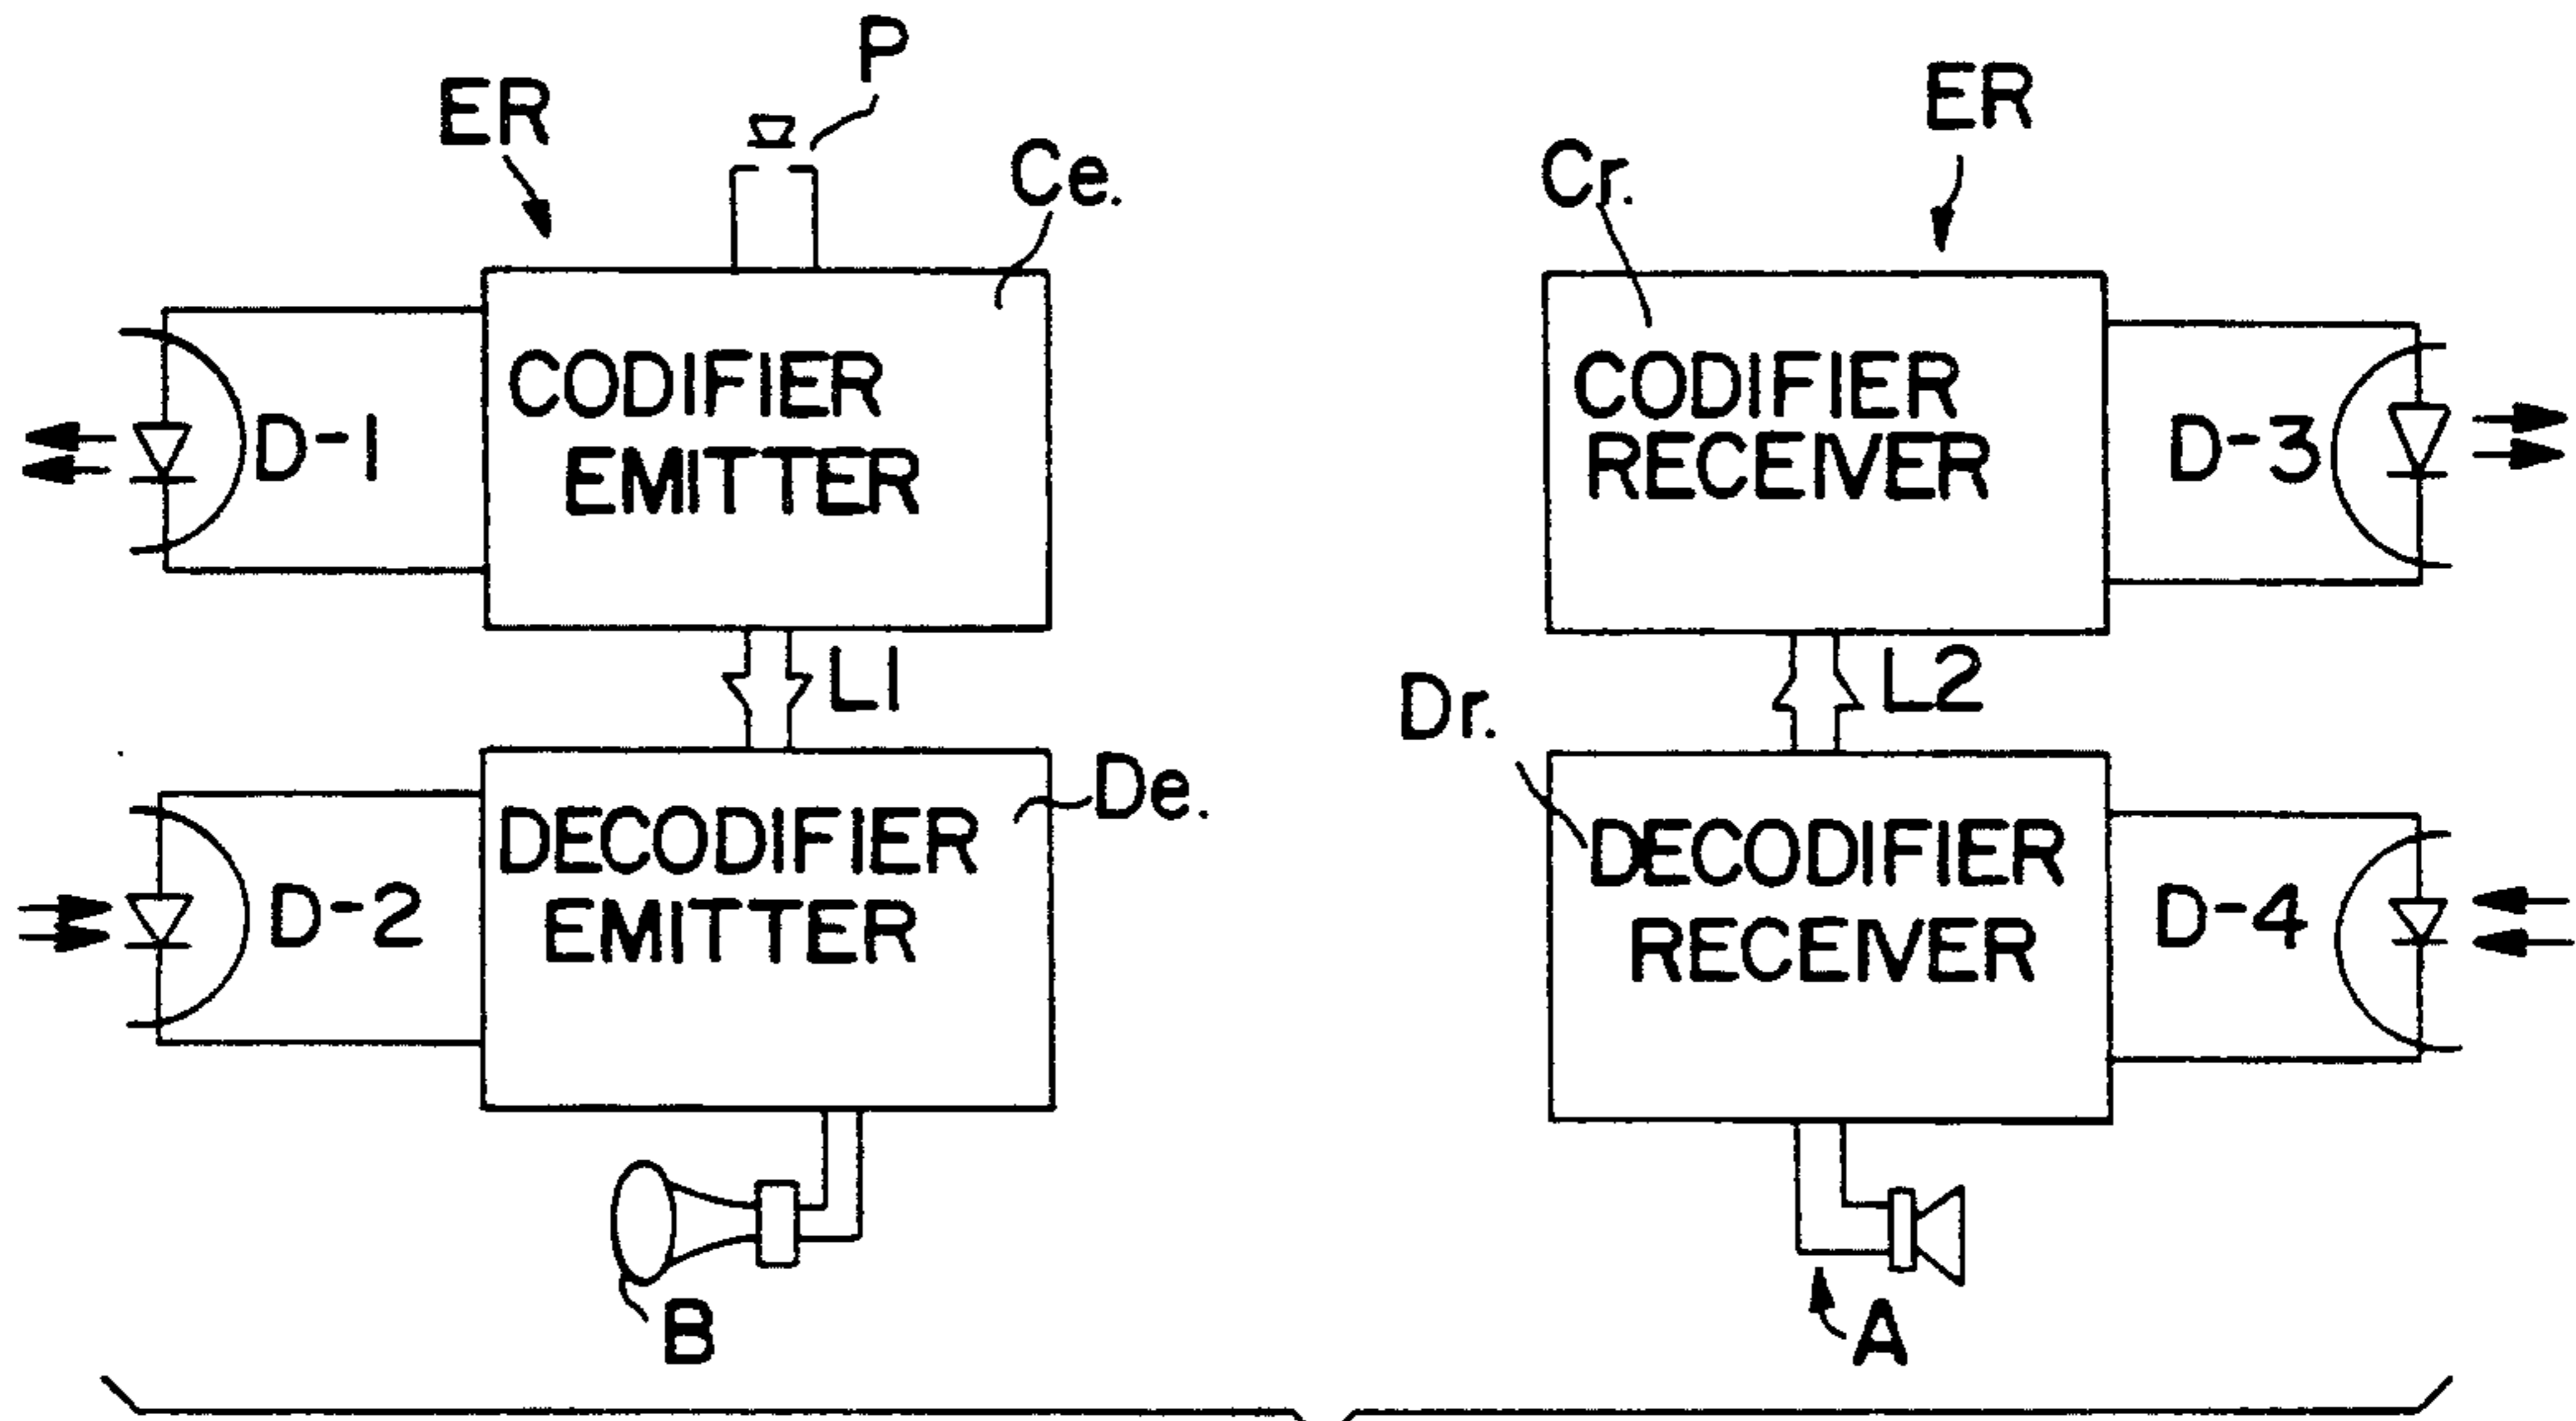 P
ER
ER
Ce.
Cr.
CODIFIER
EMITTER
CODIFIER
RECEIVER
D-1
D-3
L1
L2
Dr.
De.
DECODIFIER
EMITTER
DECODIFIER
RECEIVER
D-2
D-4
B
A